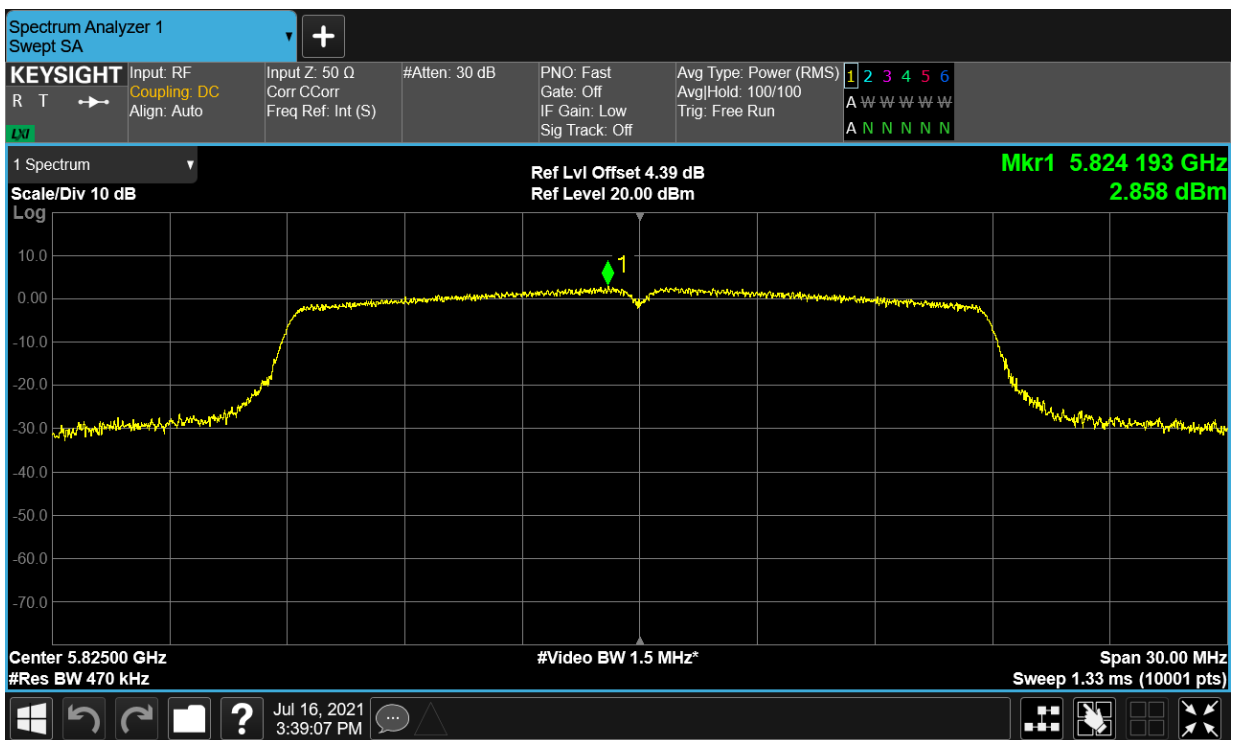 Spectrum Analyzer 1
Swept SA
KEYSIGHT
R T
LXI
Input: RF
Coupling: DC
Align: Auto
Input Z: 50 Ω
Corr CCorr
Freq Ref: Int (S)
#Atten: 30 dB
PNO: Fast
Gate: Off
IF Gain: Low
Sig Track: Off
Avg Type: Power (RMS)
Avg|Hold: 100/100
Trig: Free Run
1 2 3 4 5 6
A W W W W W
A N N N N N
1 Spectrum
Scale/Div 10 dB
Log
Ref Lvl Offset 4.39 dB
Ref Level 20.00 dBm
Mkr1 5.824 193 GHz
2.858 dBm
1
10.0
0.00
-10.0
-20.0
-30.0
-40.0
-50.0
-60.0
-70.0
Center 5.82500 GHz
#Res BW 470 kHz
#Video BW 1.5 MHz*
Span 30.00 MHz
Sweep 1.33 ms (10001 pts)
?
Jul 16, 2021
3:39:07 PM